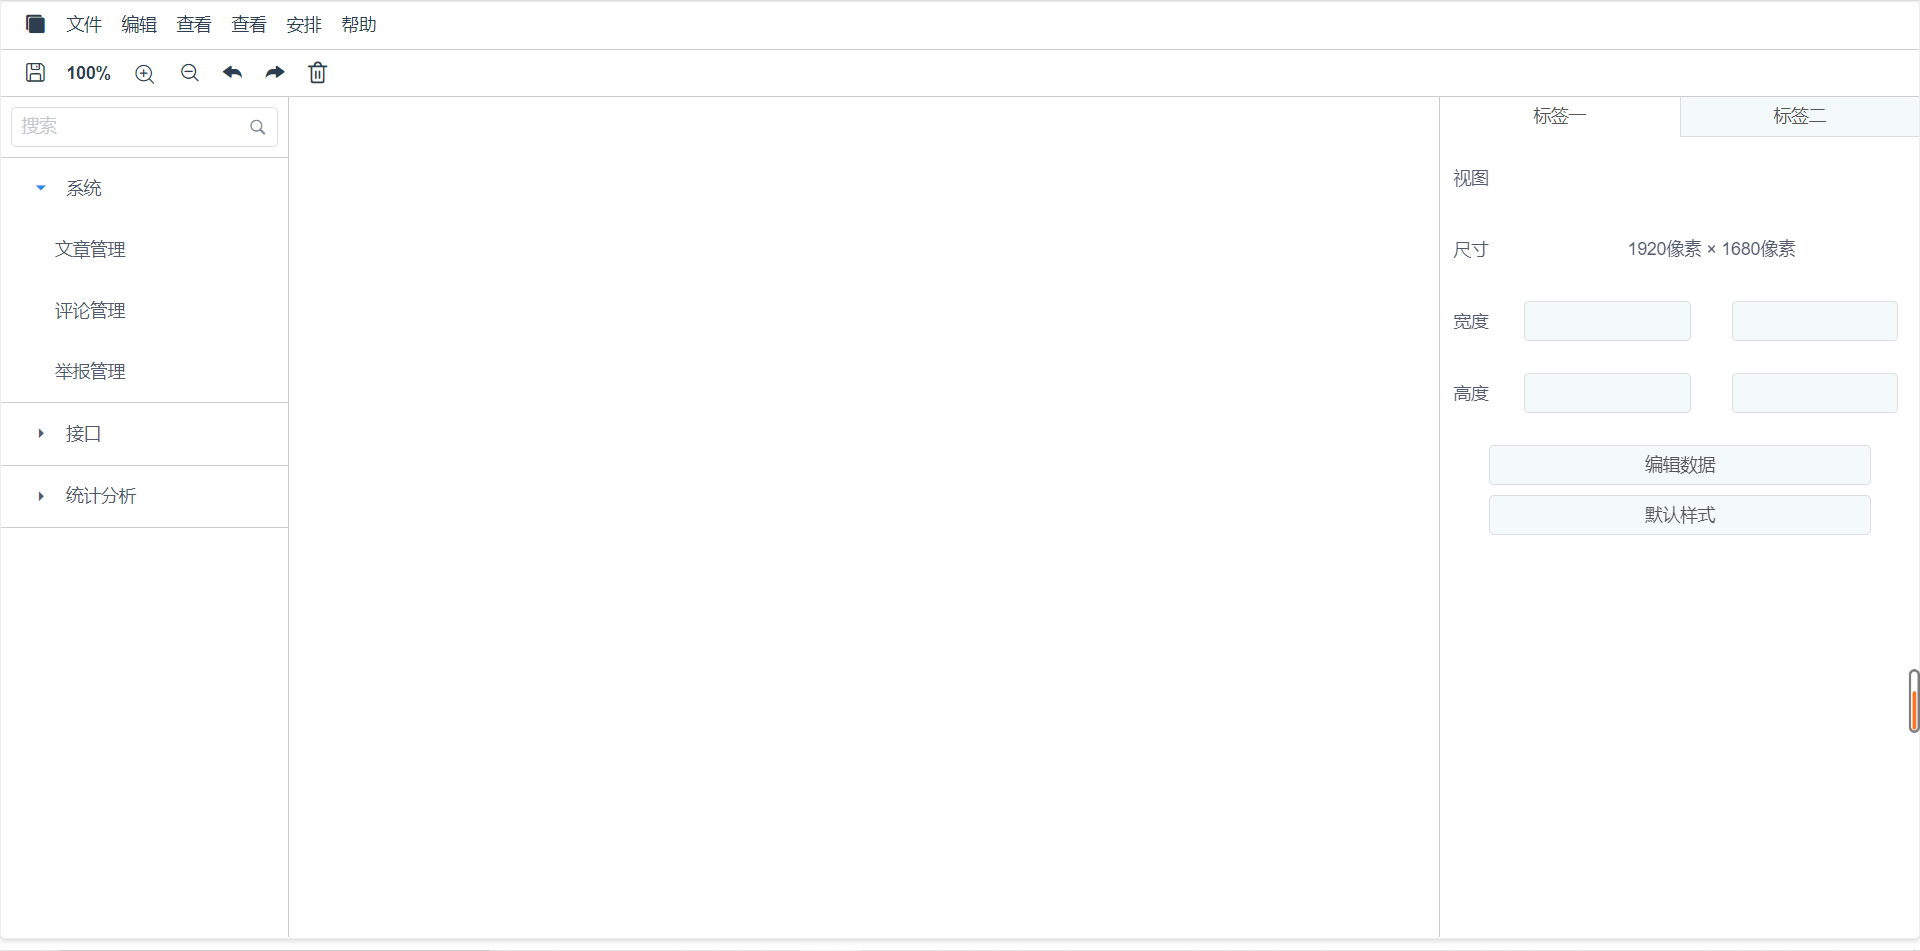 文件 编辑 查看 查看 安排 帮助
100%
搜索
系统
文章管理
评论管理
举报管理
接口
统计分析
标签一 标签二
视图
尺寸 1920像素 × 1680像素
宽度
高度
编辑数据
默认样式